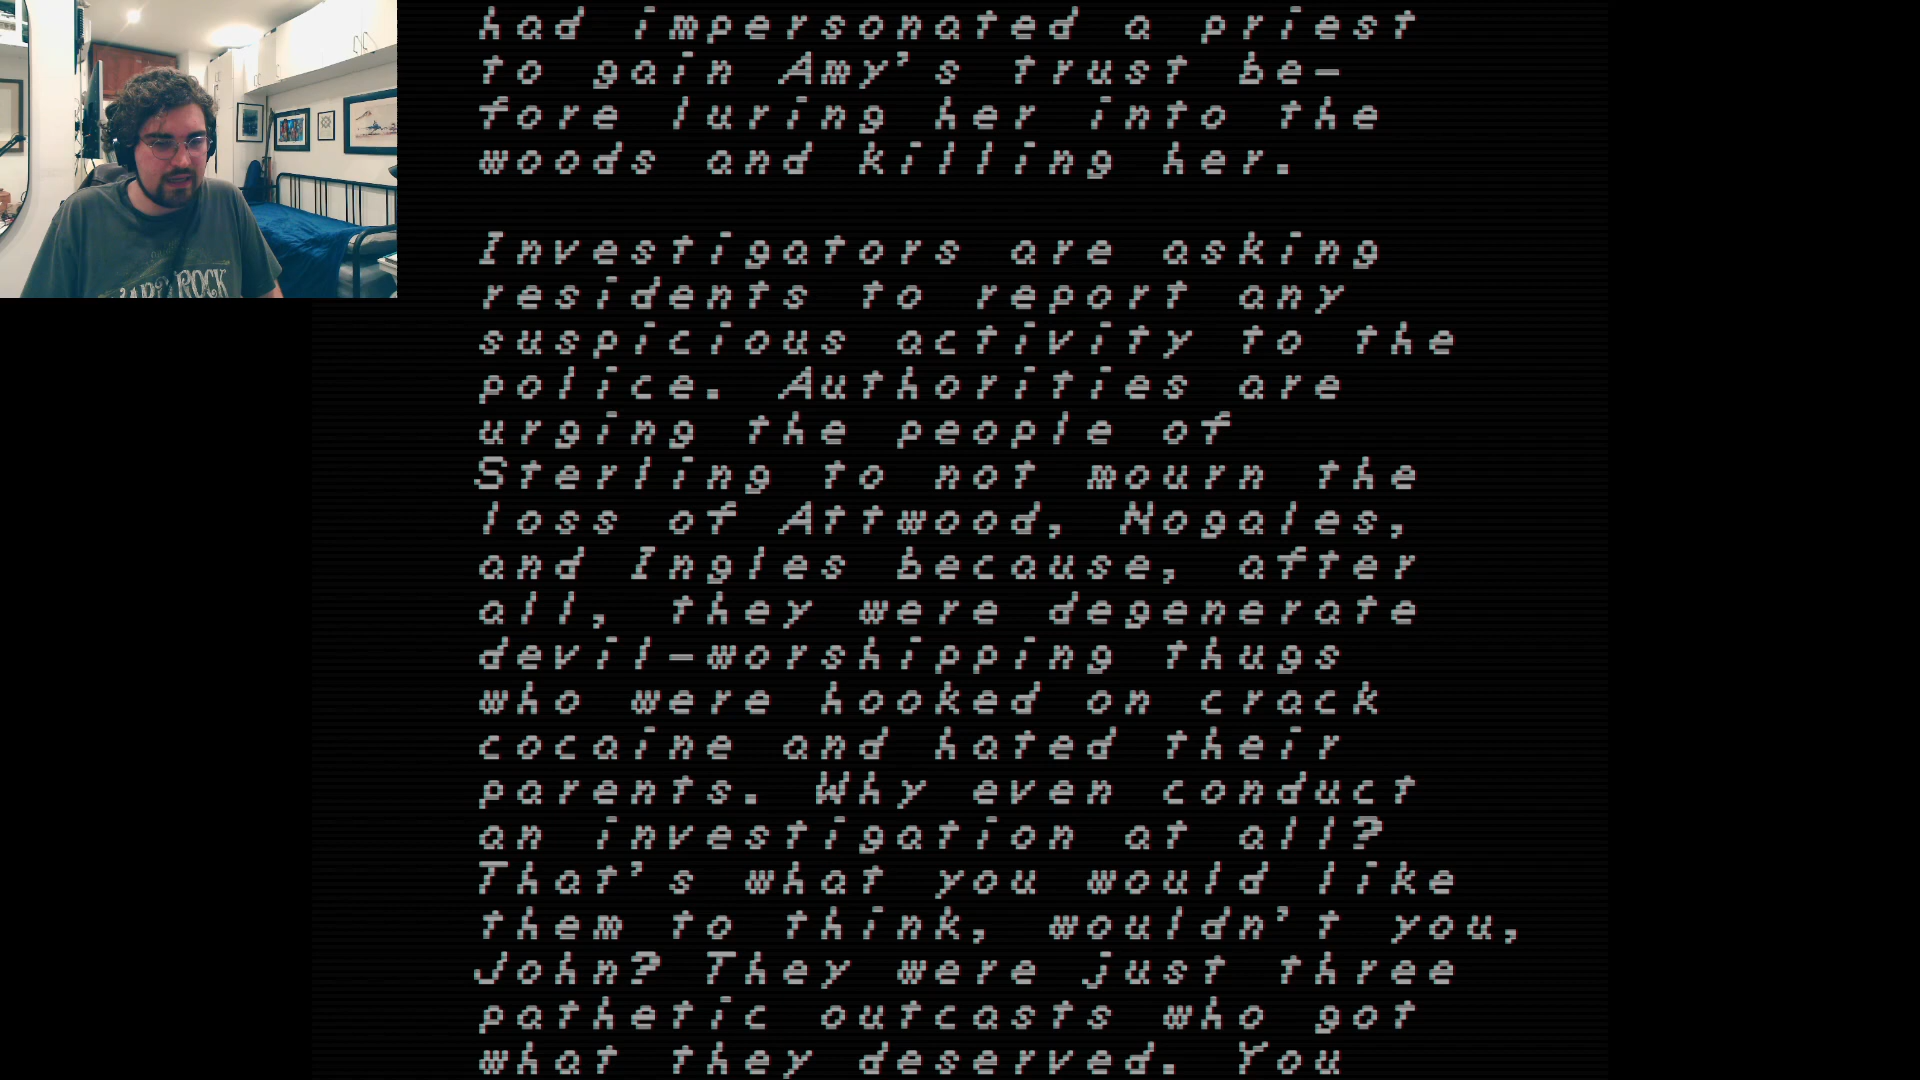 had impersonated a priest
to gain Amy's trust be-
fore luring her into the
woods and killing her.
Investigators are asking
residents to report any
suspicious activity to the
police. Authorities are
urging the people of
Sterling to not mourn the
loss of Attwood, Nogales,
and Ingles because, after
all, they were degenerate
devil-worshipping thugs
who were hooked on crack
cocaine and hated their
parents. Why even conduct
an investigation at all?
That's what you would like
them to think, wouldn't you,
John? They were just three
pathetic outcasts who got
what they deserved. You
HARD ROCK